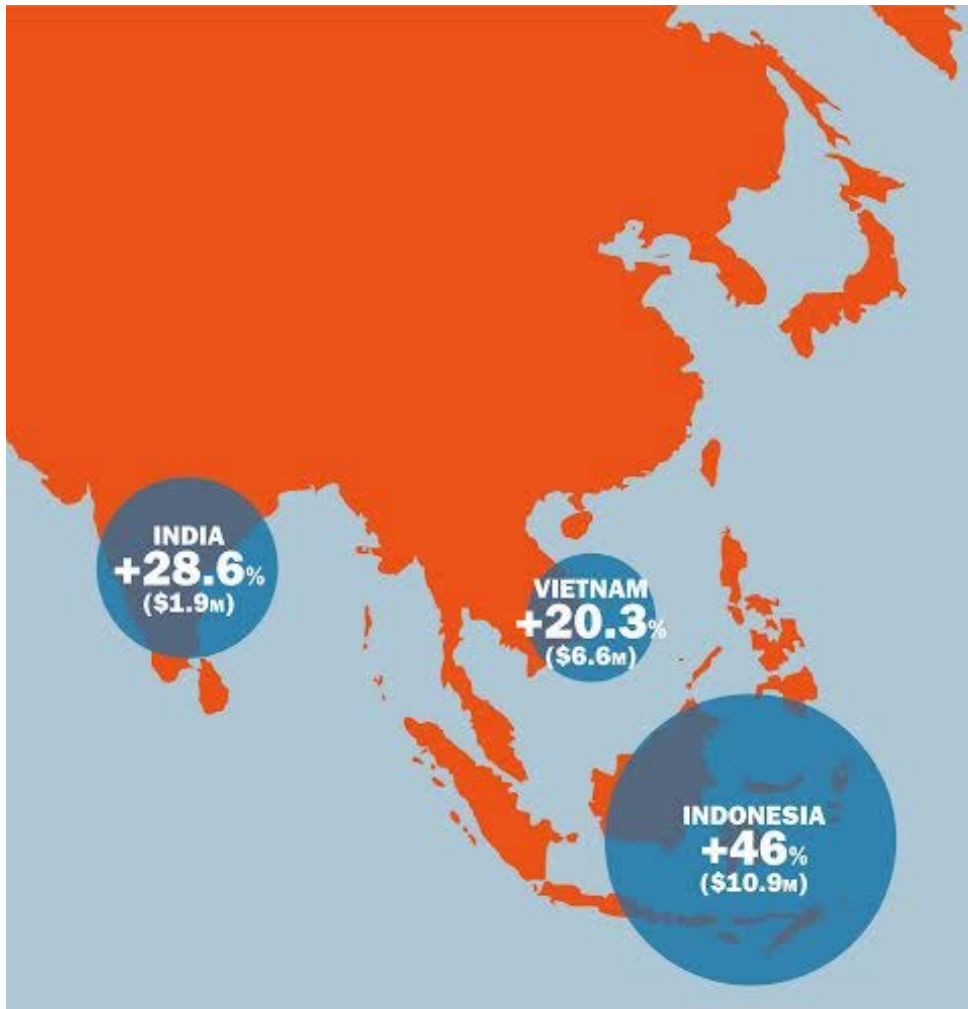 INDIA
+28.6%
($1.9M)
VIETNAM
+20.3%
($6.6M)
INDONESIA
+46%
($10.9M)